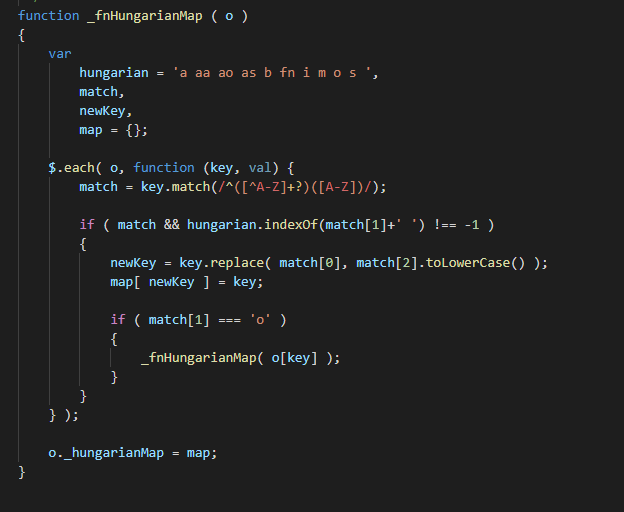 function _fnHungarianMap ( o )
{
var
hungarian = 'a aa ao as b fn i m o s ',
match,
newKey,
map = {};
$.each( o, function (key, val) {
match = key.match(/^([^A-Z]+?)([A-Z])/);
if ( match && hungarian.indexOf(match[1]+' ') !== -1 )
{
newKey = key.replace( match[0], match[2].toLowerCase() );
map[ newKey ] = key;
if ( match[1] === 'o' )
{
_fnHungarianMap( o[key] );
}
}
} );
o._hungarianMap = map;
}